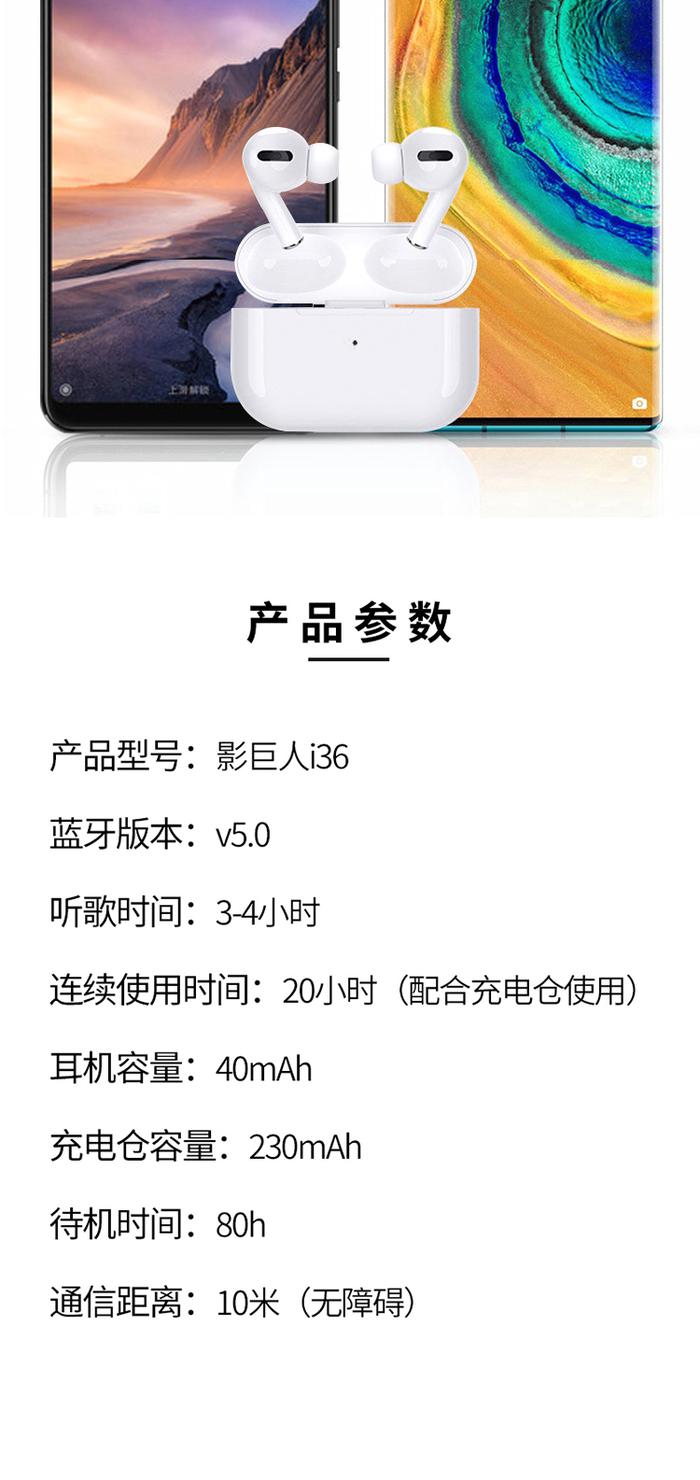 上滑解锁
产品参数
产品型号：影巨人i36
蓝牙版本：v5.0
听歌时间：3-4小时
连续使用时间：20小时（配合充电仓使用）
耳机容量：40mAh
充电仓容量：230mAh
待机时间：80h
通信距离：10米（无障碍）